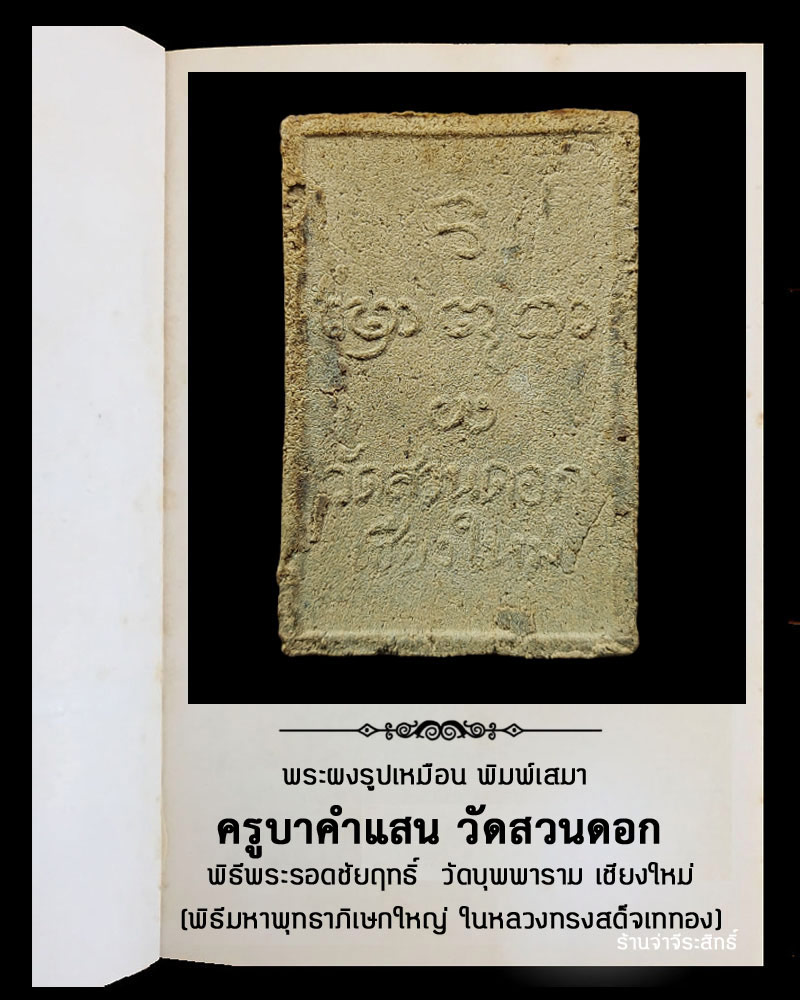 วัดสวนดอก
เชียงใหม่
พระผงรูปเหมือน พิมพ์เสมา
ครูบาคำแสน วัดสวนดอก
พิธีพระรอดชัยฤทธิ์ วัดบุพพาราม เชียงใหม่
(พิธีมหาพุทธาภิเษกใหญ่ ในหลวงทรงสด็จเททอง)
ร้านจ่าจีระสิทธิ์